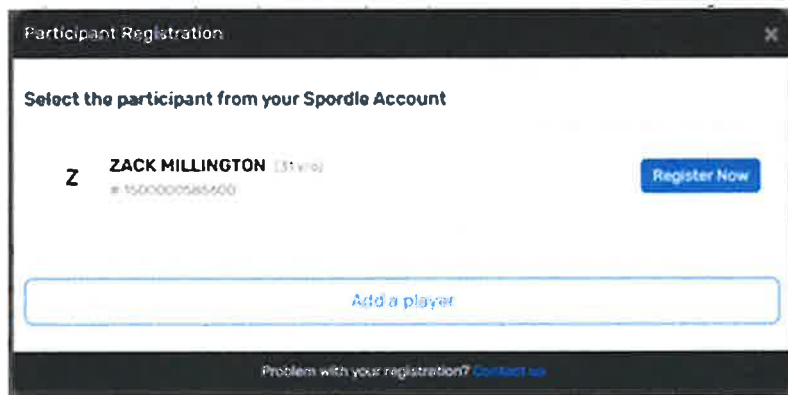 Participant Registration ×
Select the participant from your Spordle Account
Z
ZACK MILLINGTON (31 y/o)
Register Now
Add a player
Problem with your registration? Contact us